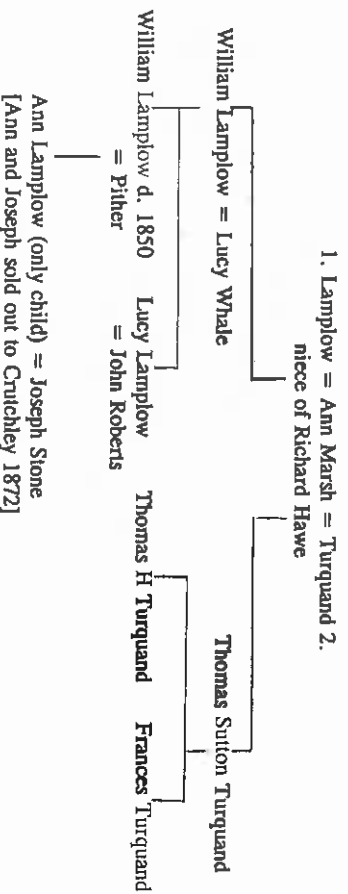 1. Lamplow = Ann Marsh = Turquand 2.
niece of Richard Hawe
William Lamplow = Lucy Whale
Thomas Sutton Turquand
William Lamplow d. 1850
= Pither
Lucy Lamplow
= John Roberts
Thomas H Turquand
Frances Turquand
Ann Lamplow (only child) = Joseph Stone
[Ann and Joseph sold out to Crutchley 1872]